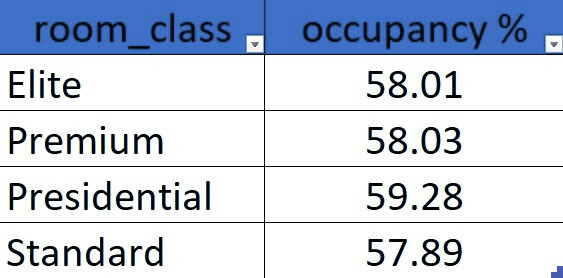 room_class occupancy %
Elite 58.01
Premium 58.03
Presidential 59.28
Standard 57.89